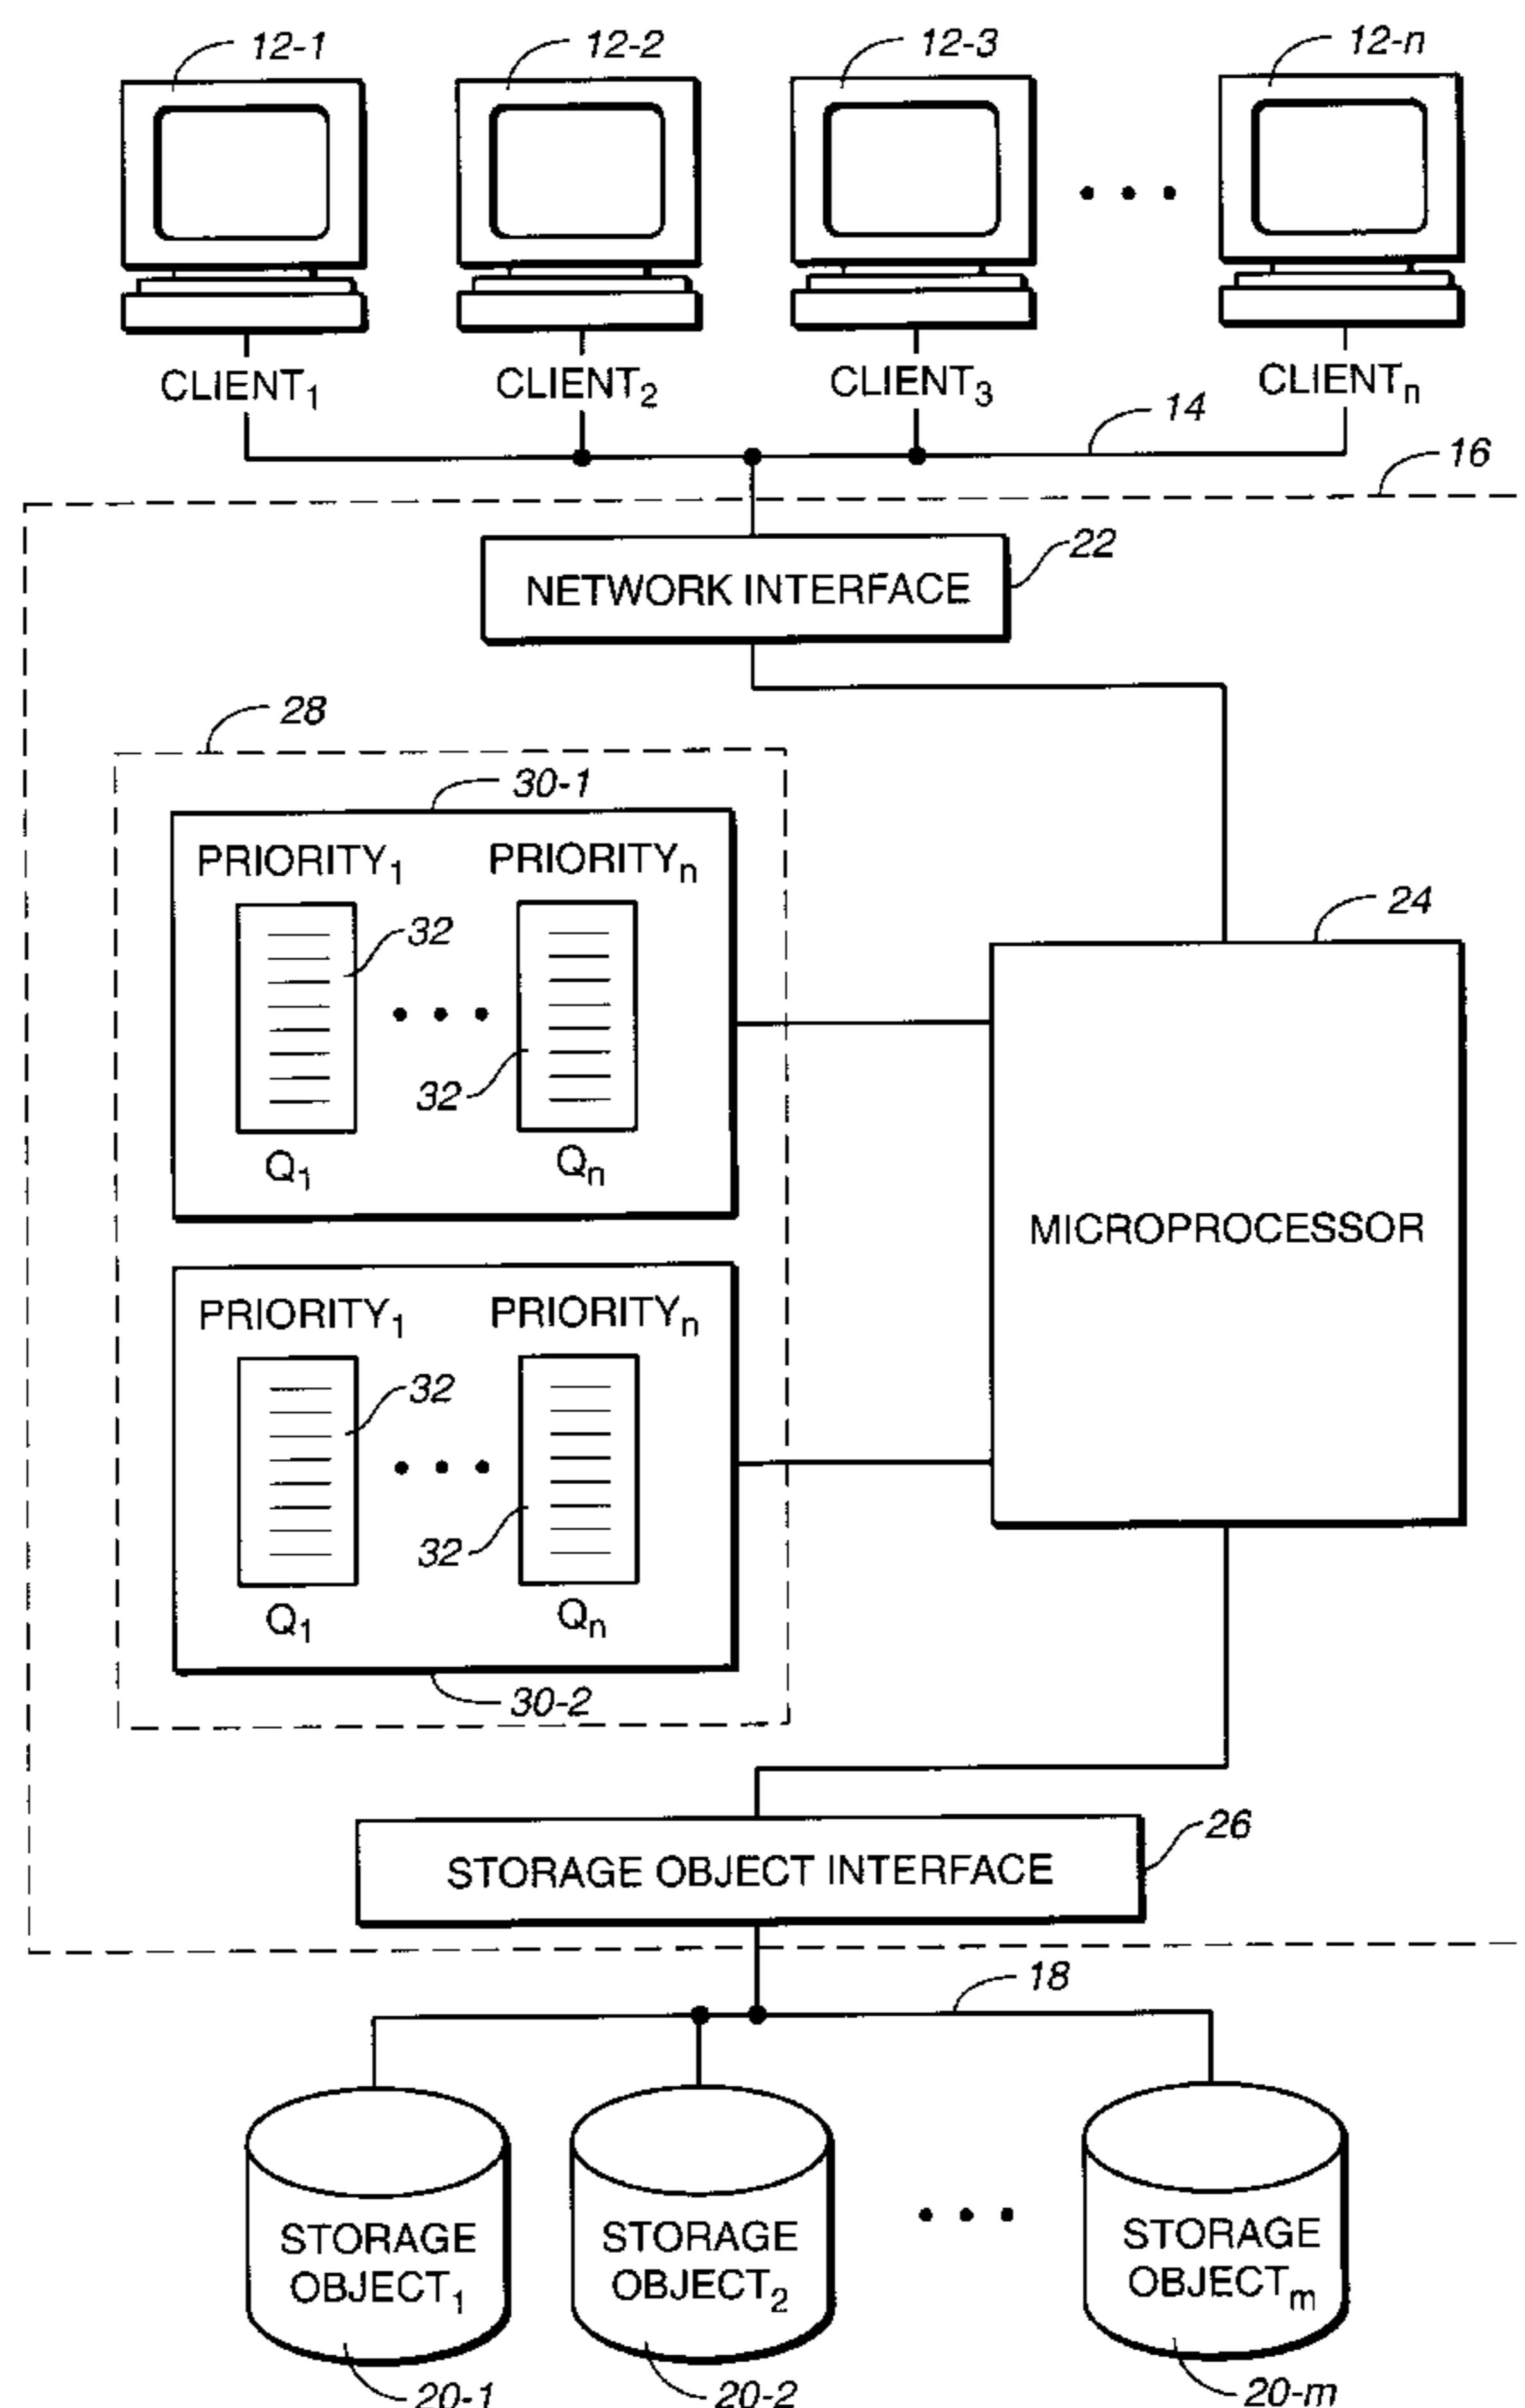 12-1 12-2 12-3 12-n
CLIENT₁ CLIENT₂ CLIENT₃ CLIENTₙ
14
16
22
NETWORK INTERFACE
28
30-1
PRIORITY₁ PRIORITYₙ
24
32
32
Q₁ Qₙ
MICROPROCESSOR
PRIORITY₁ PRIORITYₙ
32
32
Q₁ Qₙ
30-2
26
STORAGE OBJECT INTERFACE
18
STORAGE
OBJECT₁
STORAGE
OBJECT₂
STORAGE
OBJECTₘ
20-1 20-2 20-m